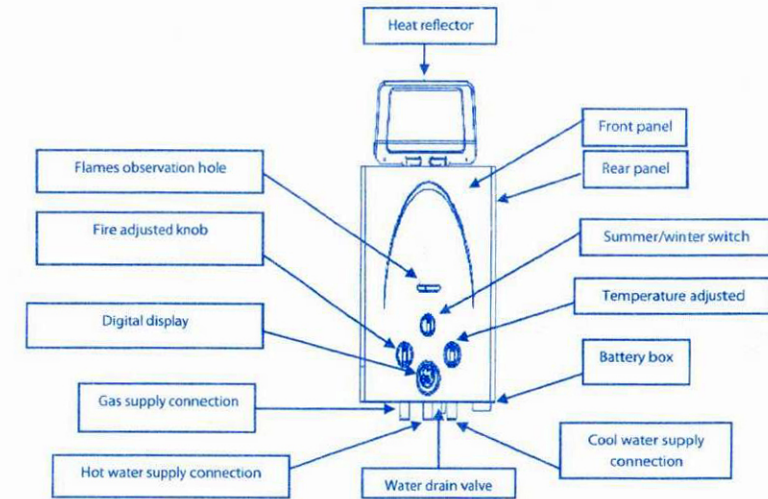 Heat reflector
Front panel
Flames observation hole
Rear panel
Fire adjusted knob
Summer/winter switch
Temperature adjusted
Digital display
Battery box
Gas supply connection
Cool water supply
connection
Hot water supply connection
Water drain valve